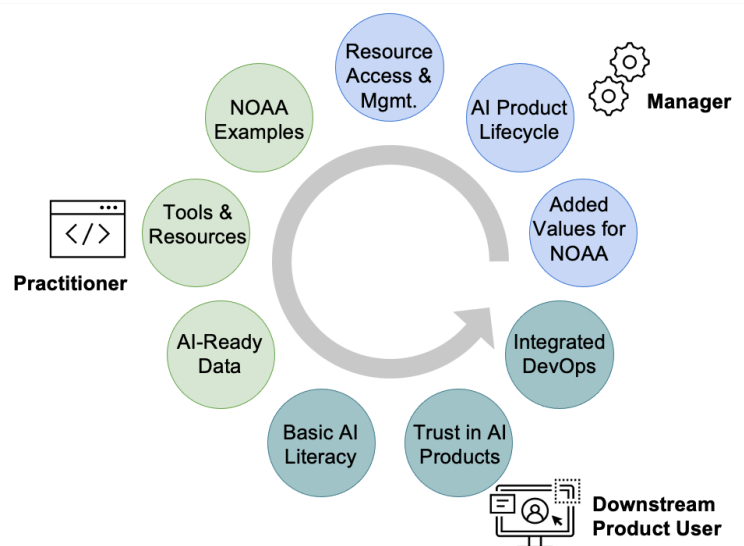 Resource
Access &
Mgmt.
AI Product
Lifecycle
Manager
NOAA
Examples
Added
Values for
NOAA
Tools &
Resources
</>
Practitioner
AI-Ready
Data
Integrated
DevOps
Basic AI
Literacy
Trust in AI
Products
Downstream
Product User